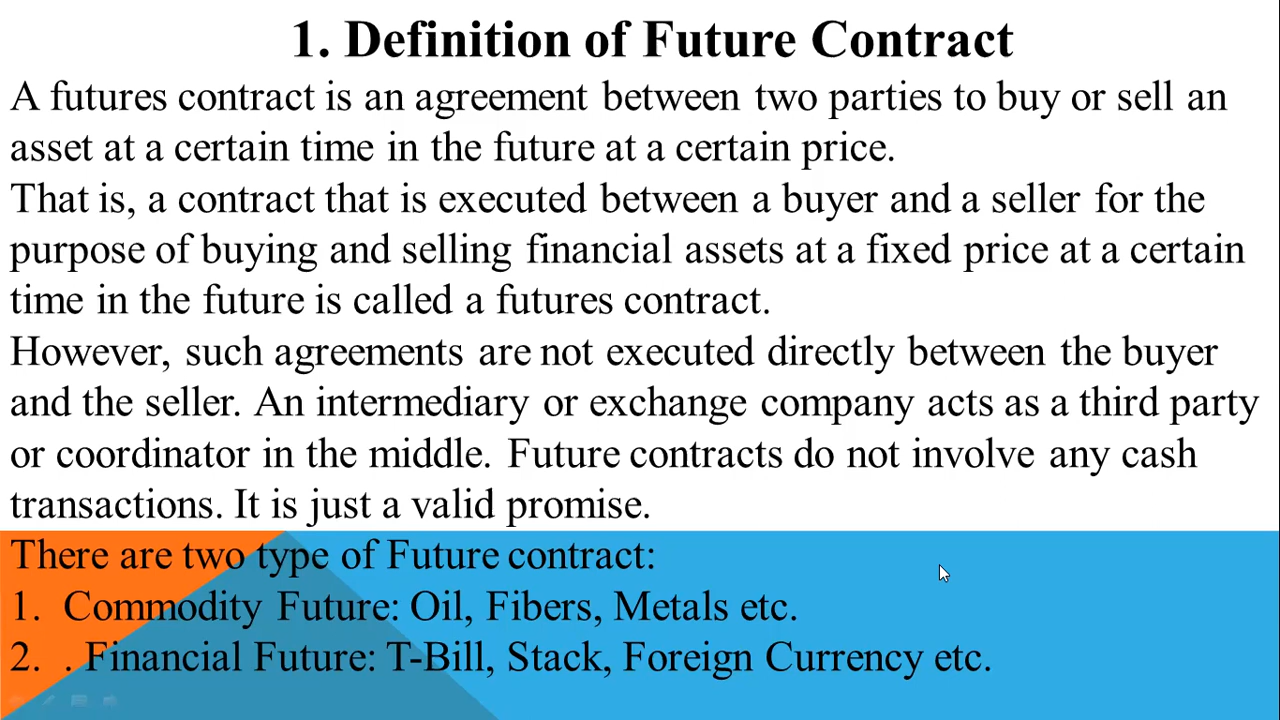 1. Definition of Future Contract
A futures contract is an agreement between two parties to buy or sell an
asset at a certain time in the future at a certain price.
That is, a contract that is executed between a buyer and a seller for the
purpose of buying and selling financial assets at a fixed price at a certain
time in the future is called a futures contract.
However, such agreements are not executed directly between the buyer
and the seller. An intermediary or exchange company acts as a third party
or coordinator in the middle. Future contracts do not involve any cash
transactions. It is just a valid promise.
There are two type of Future contract:
1. Commodity Future: Oil, Fibers, Metals etc.
2. . Financial Future: T-Bill, Stack, Foreign Currency etc.